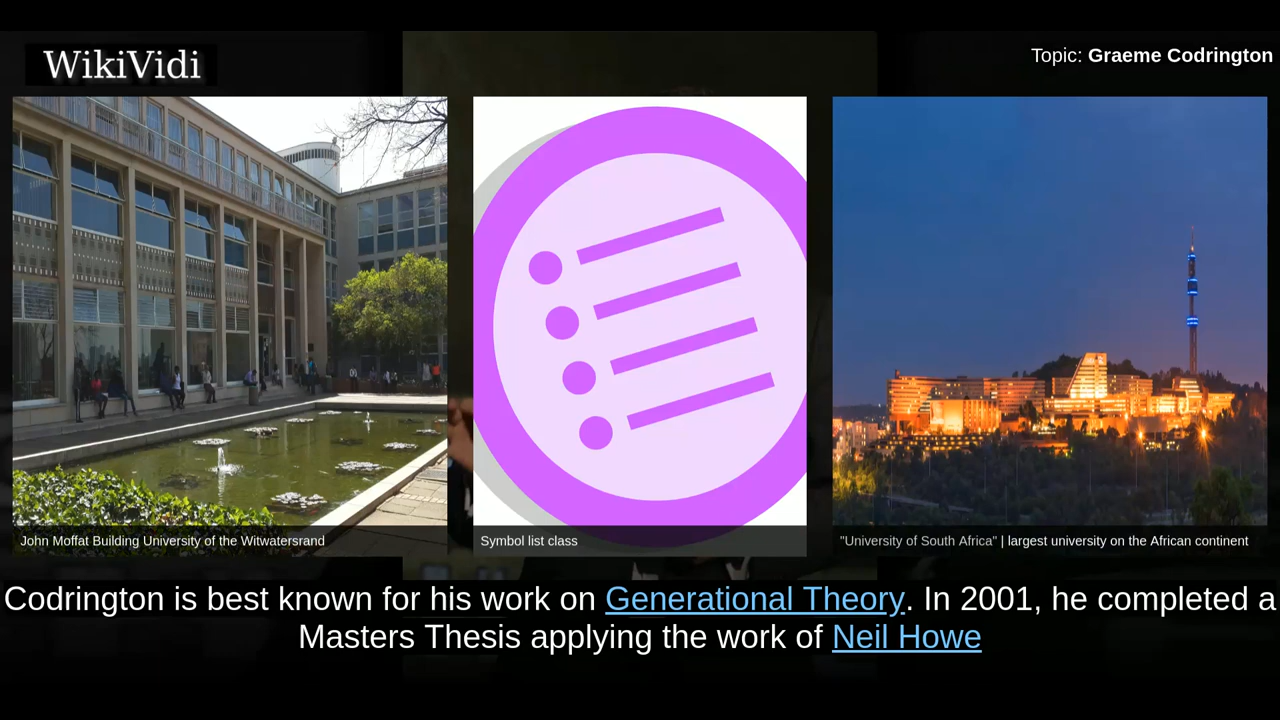 WikiVidi
Topic: Graeme Codrington
John Moffat Building University of the Witwatersrand
Symbol list class
"University of South Africa" | largest university on the African continent
Codrington is best known for his work on Generational Theory. In 2001, he completed a
Masters Thesis applying the work of Neil Howe